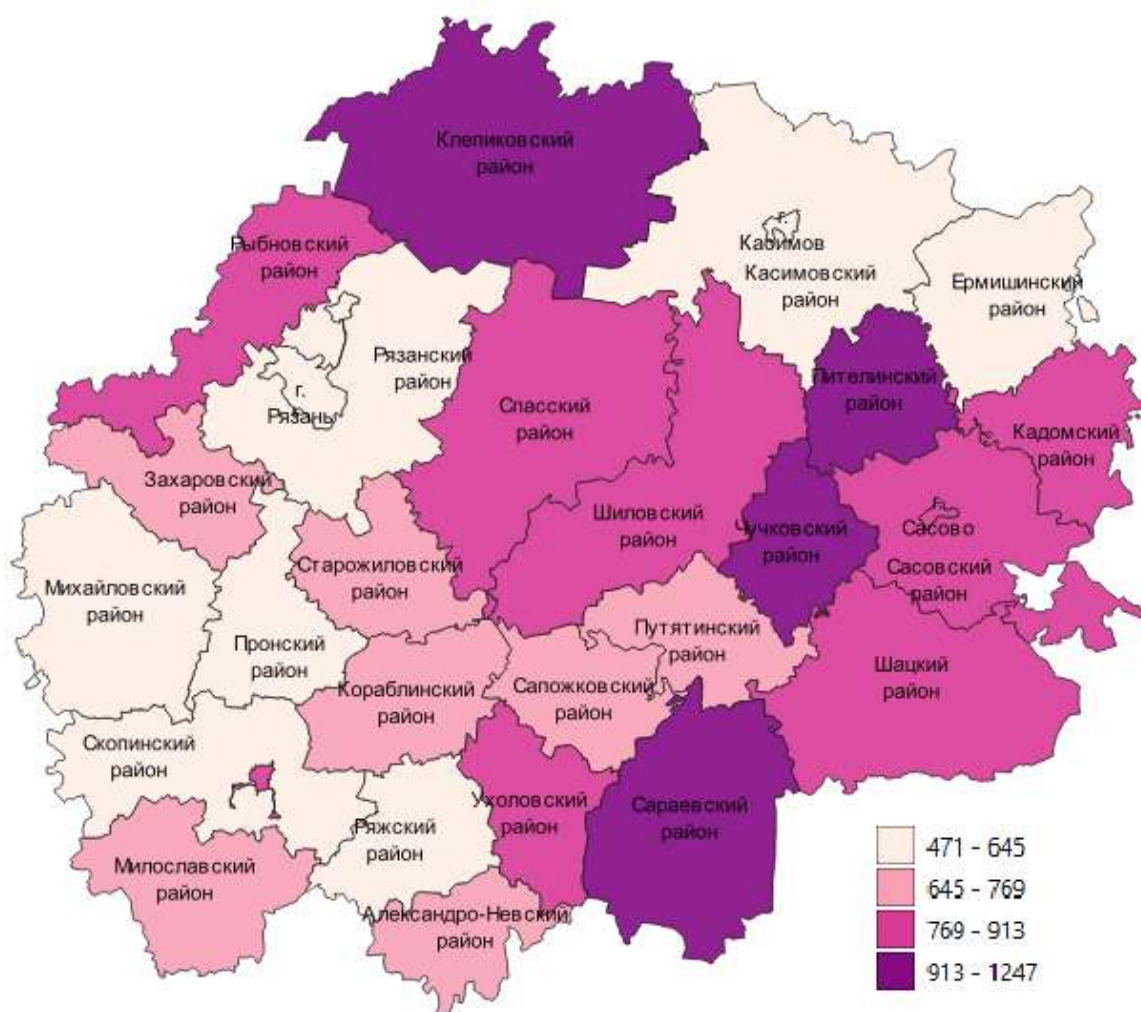 Клепиковский
район
Рыбновский
район
г.
Касимов
Касимовский
район
Ермишинский
район
Рязанский
район
г.
Рязань
Спасский
район
Пителинский
район
Кадомский
район
Захаровский
район
Шиловский
район
Чучковский
район
г.
Сасово
Сасовский
район
Михайловский
район
Старожиловский
район
Пронский
район
Путятинский
район
Шацкий
район
Кораблинский
район
Сапожковский
район
Скопинский
район
Ухоловский
район
Сараевский
район
Ряжский
район
Милославский
район
Александро-Невский
район
471 - 645
645 - 769
769 - 913
913 - 1247